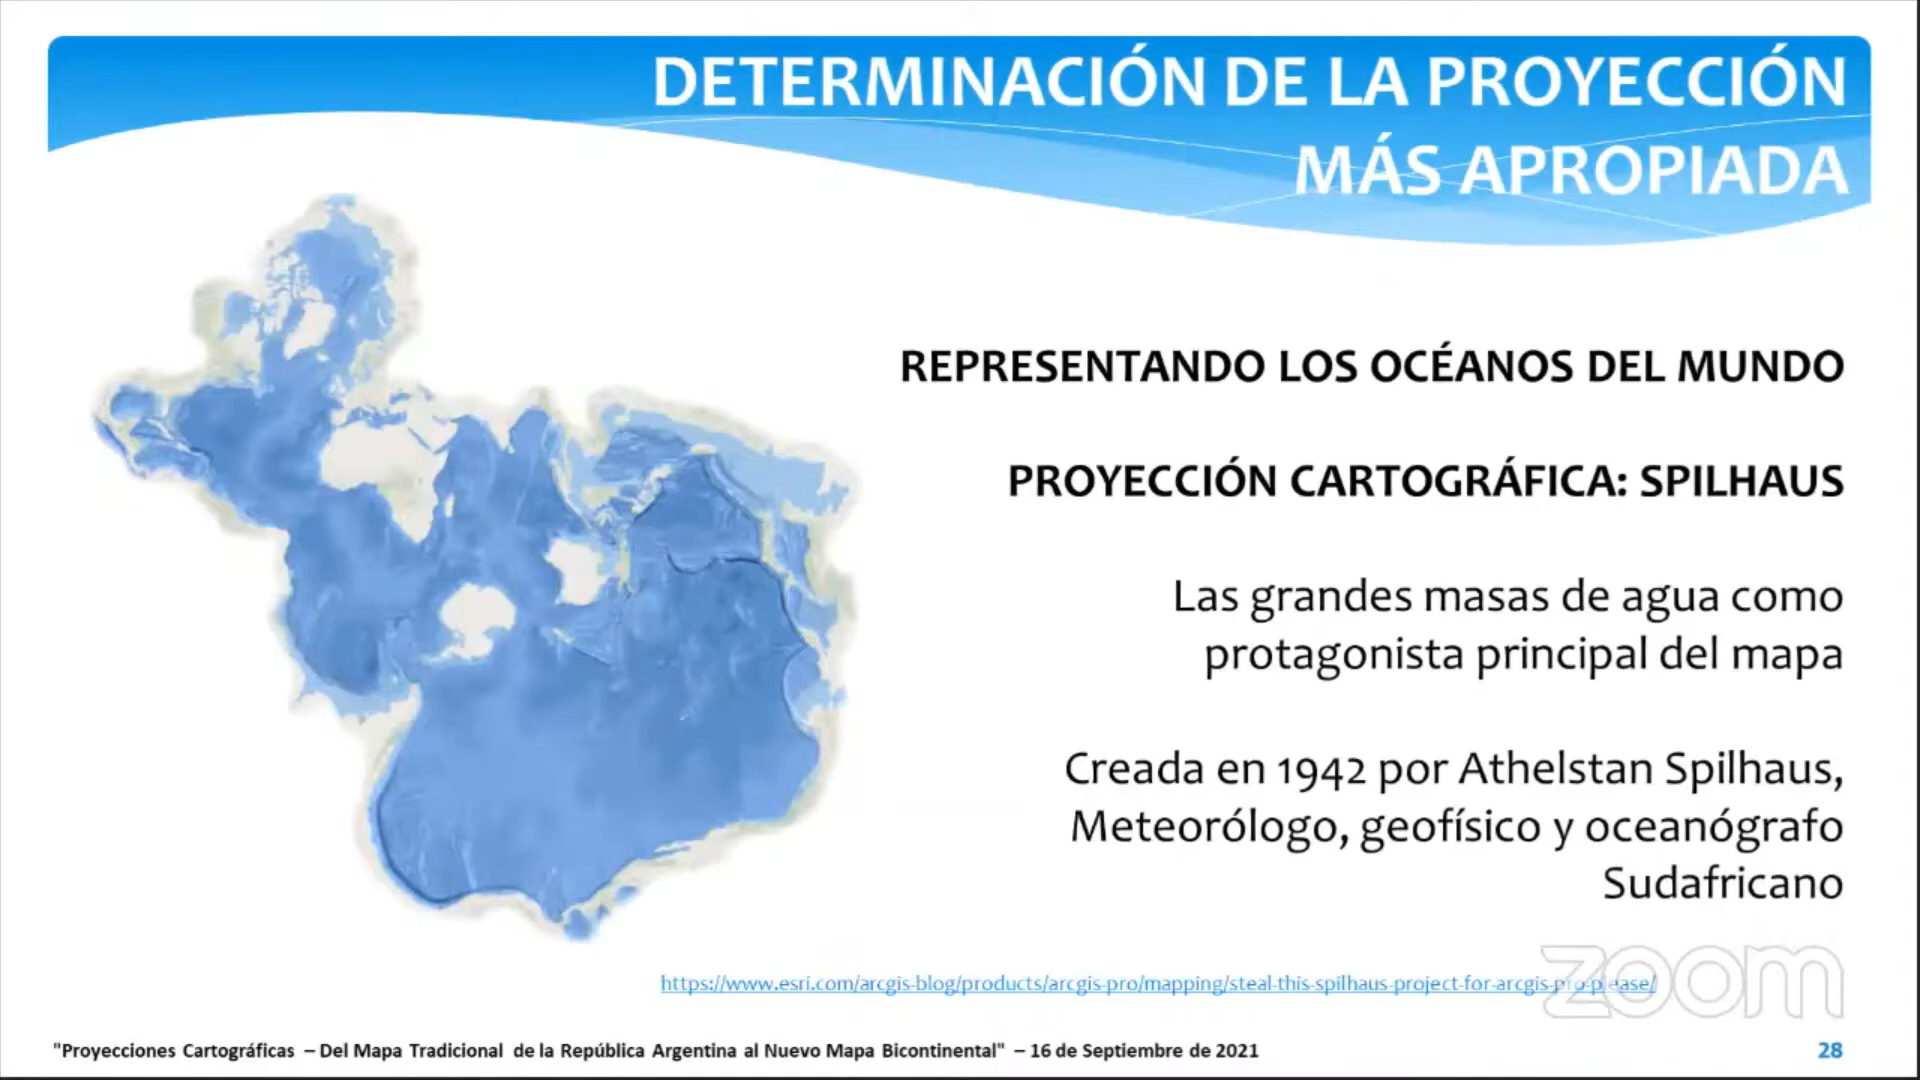 DETERMINACIÓN DE LA PROYECCIÓN
MÁS APROPIADA
REPRESENTANDO LOS OCÉANOS DEL MUNDO
PROYECCIÓN CARTOGRÁFICA: SPILHAUS
Las grandes masas de agua como
protagonista principal del mapa
Creada en 1942 por Athelstan Spilhaus,
Meteorólogo, geofísico y oceanógrafo
Sudafricano
https://www.esri.com/arcgis-blog/products/arcgis-pro/mapping/steal-this-spilhaus-project-for-arcgis-pro-please/
zoom
"Proyecciones Cartográficas – Del Mapa Tradicional de la República Argentina al Nuevo Mapa Bicontinental" – 16 de Septiembre de 2021
28